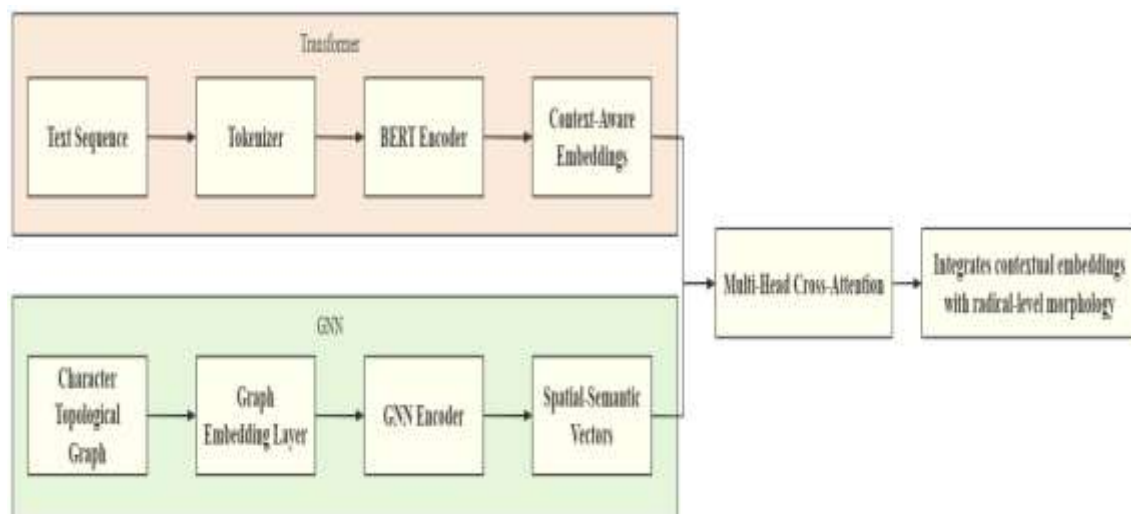 Transformer
Text Sequence
Tokenizer
BERT Encoder
Context-Aware
Embeddings
Multi-Head Cross-Attention
Integrates contextual embeddings
with radical-level morphology
GNN
Character
Topological
Graph
Graph
Embedding Layer
GNN Encoder
Spatial-Semantic
Vectors